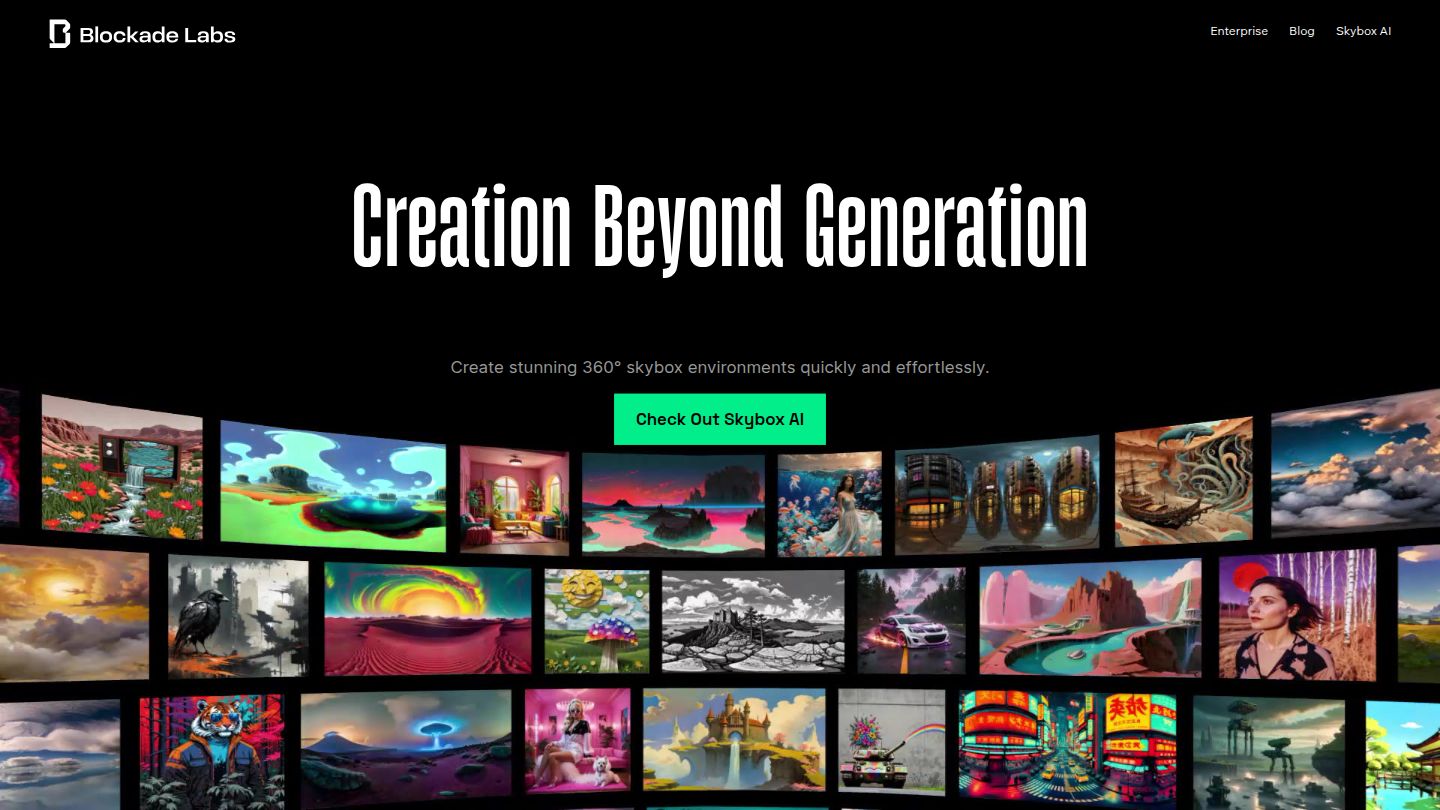 Blockade Labs
Enterprise
Blog
Skybox AI
Creation Beyond Generation
Create stunning 360° skybox environments quickly and effortlessly.
Check Out Skybox AI